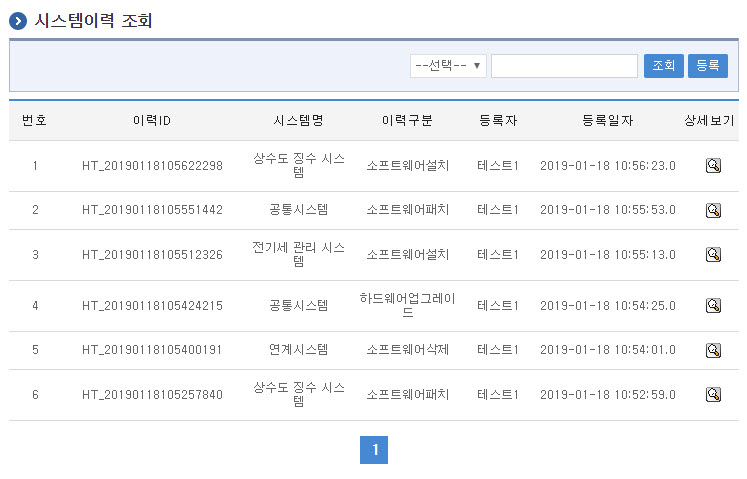 시스템이력 조회
--선택-- ▼ 조회 등록
번호 이력ID 시스템명 이력구분 등록자 등록일자 상세보기
1 HT_20190118105622298 상수도 징수 시스템 소프트웨어설치 테스트1 2019-01-18 10:56:23.0
2 HT_20190118105551442 공통시스템 소프트웨어패치 테스트1 2019-01-18 10:55:53.0
3 HT_20190118105512326 전기세 관리 시스템 소프트웨어설치 테스트1 2019-01-18 10:55:13.0
4 HT_20190118105424215 공통시스템 하드웨어업그레이드 테스트1 2019-01-18 10:54:25.0
5 HT_20190118105400191 연계시스템 소프트웨어삭제 테스트1 2019-01-18 10:54:01.0
6 HT_20190118105257840 상수도 징수 시스템 소프트웨어패치 테스트1 2019-01-18 10:52:59.0
1